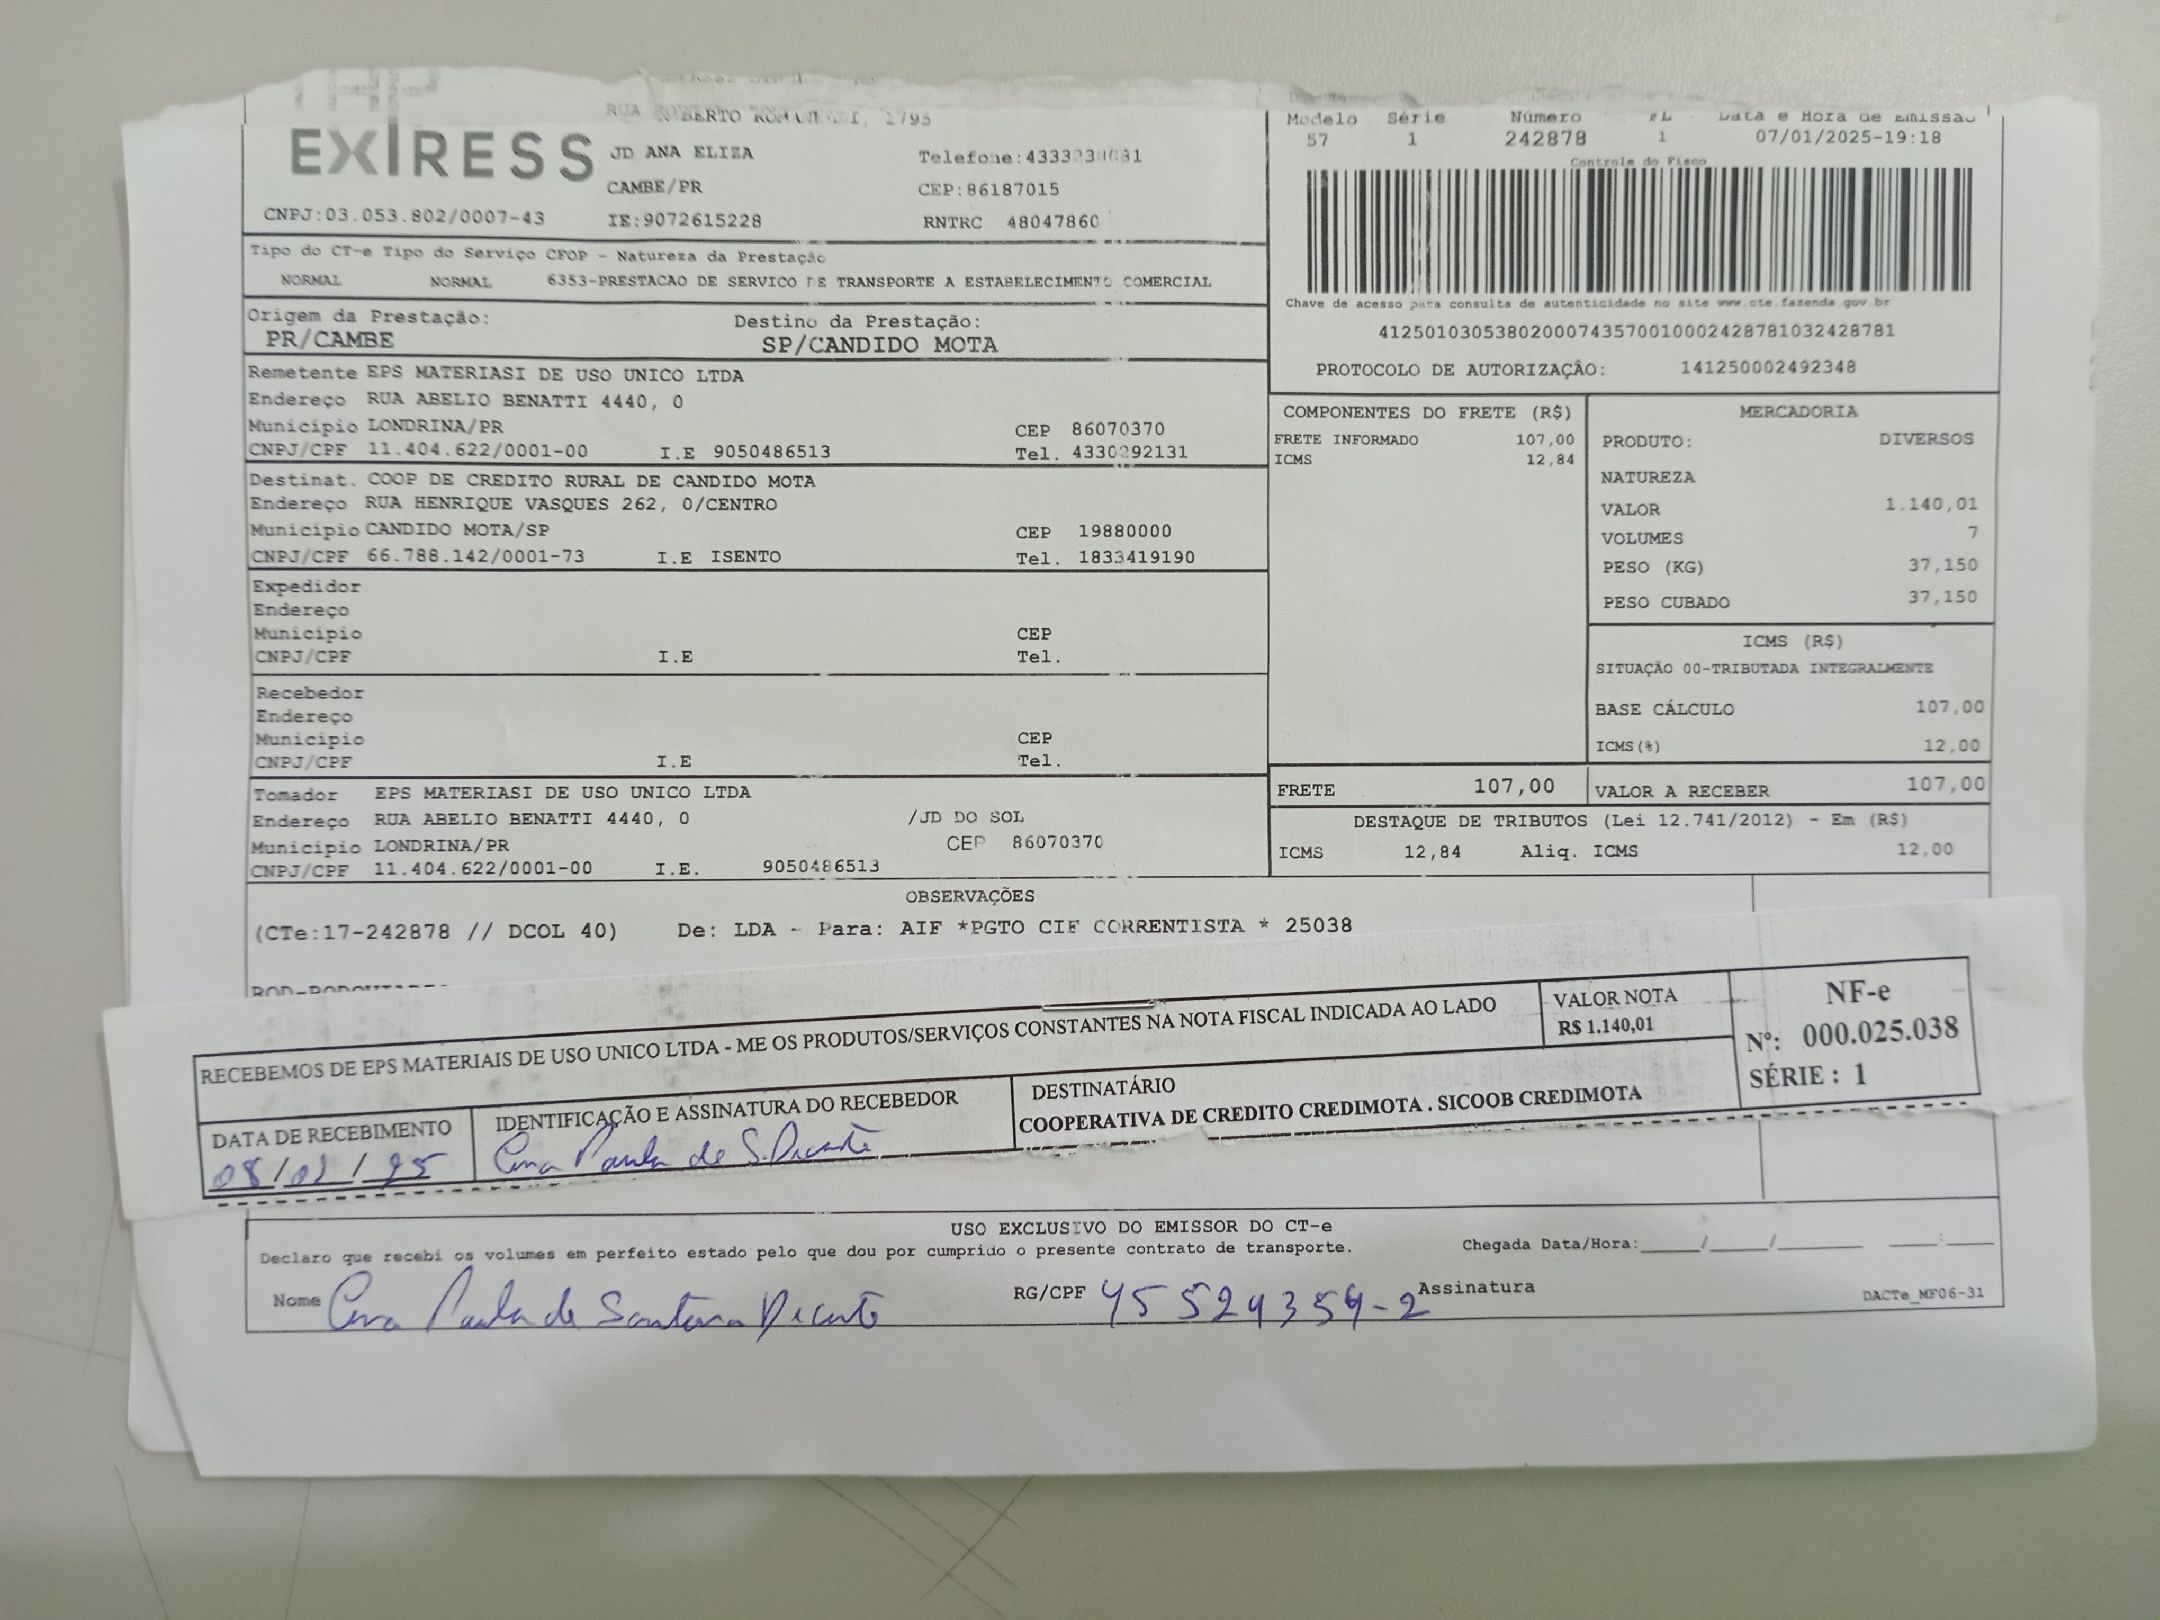 EXIRESS
JD ANA ELIZA
CAMBE/PR CEP:86187015
CNPJ:03.053.802/0007-43 IE:9072615228 RNTRC 48047860
Modelo Série Número Data e Hora de Emissão
57 1 242878 1 07/01/2025-19:18
Controle do Fisco
Chave de acesso para consulta de autenticidade no site www.cte.fazenda.gov.br
41250103053802000743570010002428781032428781
PROTOCOLO DE AUTORIZAÇÃO: 141250002492348
Tipo do CT-e Tipo do Serviço CFOP - Natureza da Prestação
NORMAL NORMAL 6353-PRESTACAO DE SERVICO DE TRANSPORTE A ESTABELECIMENTO COMERCIAL
Origem da Prestação: Destino da Prestação:
PR/CAMBE SP/CANDIDO MOTA
Remetente EPS MATERIASI DE USO UNICO LTDA
Endereço RUA ABELIO BENATTI 4440, 0
Município LONDRINA/PR CEP 86070370
CNPJ/CPF 11.404.622/0001-00 I.E 9050486513 Tel. 4330292131
Destinat. COOP DE CREDITO RURAL DE CANDIDO MOTA
Endereço RUA HENRIQUE VASQUES 262, 0/CENTRO
Município CANDIDO MOTA/SP CEP 19880000
CNPJ/CPF 66.788.142/0001-73 I.E ISENTO Tel. 1833419190
Expedidor
Endereço
Município CEP
CNPJ/CPF I.E Tel.
Recebedor
Endereço
Município CEP
CNPJ/CPF I.E Tel.
Tomador EPS MATERIASI DE USO UNICO LTDA
Endereço RUA ABELIO BENATTI 4440, 0 /JD DO SOL
Município LONDRINA/PR CEP 86070370
CNPJ/CPF 11.404.622/0001-00 I.E. 9050486513
COMPONENTES DO FRETE (R$)
FRETE INFORMADO 107,00
ICMS 12,84
MERCADORIA
PRODUTO: DIVERSOS
NATUREZA
VALOR 1.140,01
VOLUMES 7
PESO (KG) 37,150
PESO CUBADO 37,150
ICMS (R$)
SITUAÇÃO 00-TRIBUTADA INTEGRALMENTE
BASE CÁLCULO 107,00
ICMS(%) 12,00
FRETE 107,00 VALOR A RECEBER 107,00
DESTAQUE DE TRIBUTOS (Lei 12.741/2012) - Em (R$)
ICMS 12,84 Aliq. ICMS 12,00
OBSERVAÇÕES
(CTe:17-242878 // DCOL 40) De: LDA - Para: AIF *PGTO CIF CORRENTISTA * 25038
RECEBEMOS DE EPS MATERIAIS DE USO UNICO LTDA - ME OS PRODUTOS/SERVIÇOS CONSTANTES NA NOTA FISCAL INDICADA AO LADO
VALOR NOTA
R$ 1.140,01
NF-e
Nº: 000.025.038
SÉRIE : 1
DATA DE RECEBIMENTO
08/01/25
IDENTIFICAÇÃO E ASSINATURA DO RECEBEDOR
Paula de S.
DESTINATÁRIO
COOPERATIVA DE CREDITO CREDIMOTA . SICOOB CREDIMOTA
USO EXCLUSIVO DO EMISSOR DO CT-e
Declaro que recebi os volumes em perfeito estado pelo que dou por cumprido o presente contrato de transporte. Chegada Data/Hora:____/____/______ ____:____
Nome Paula de Santana RG/CPF 45524359-2 Assinatura
DACTe_MF06-31